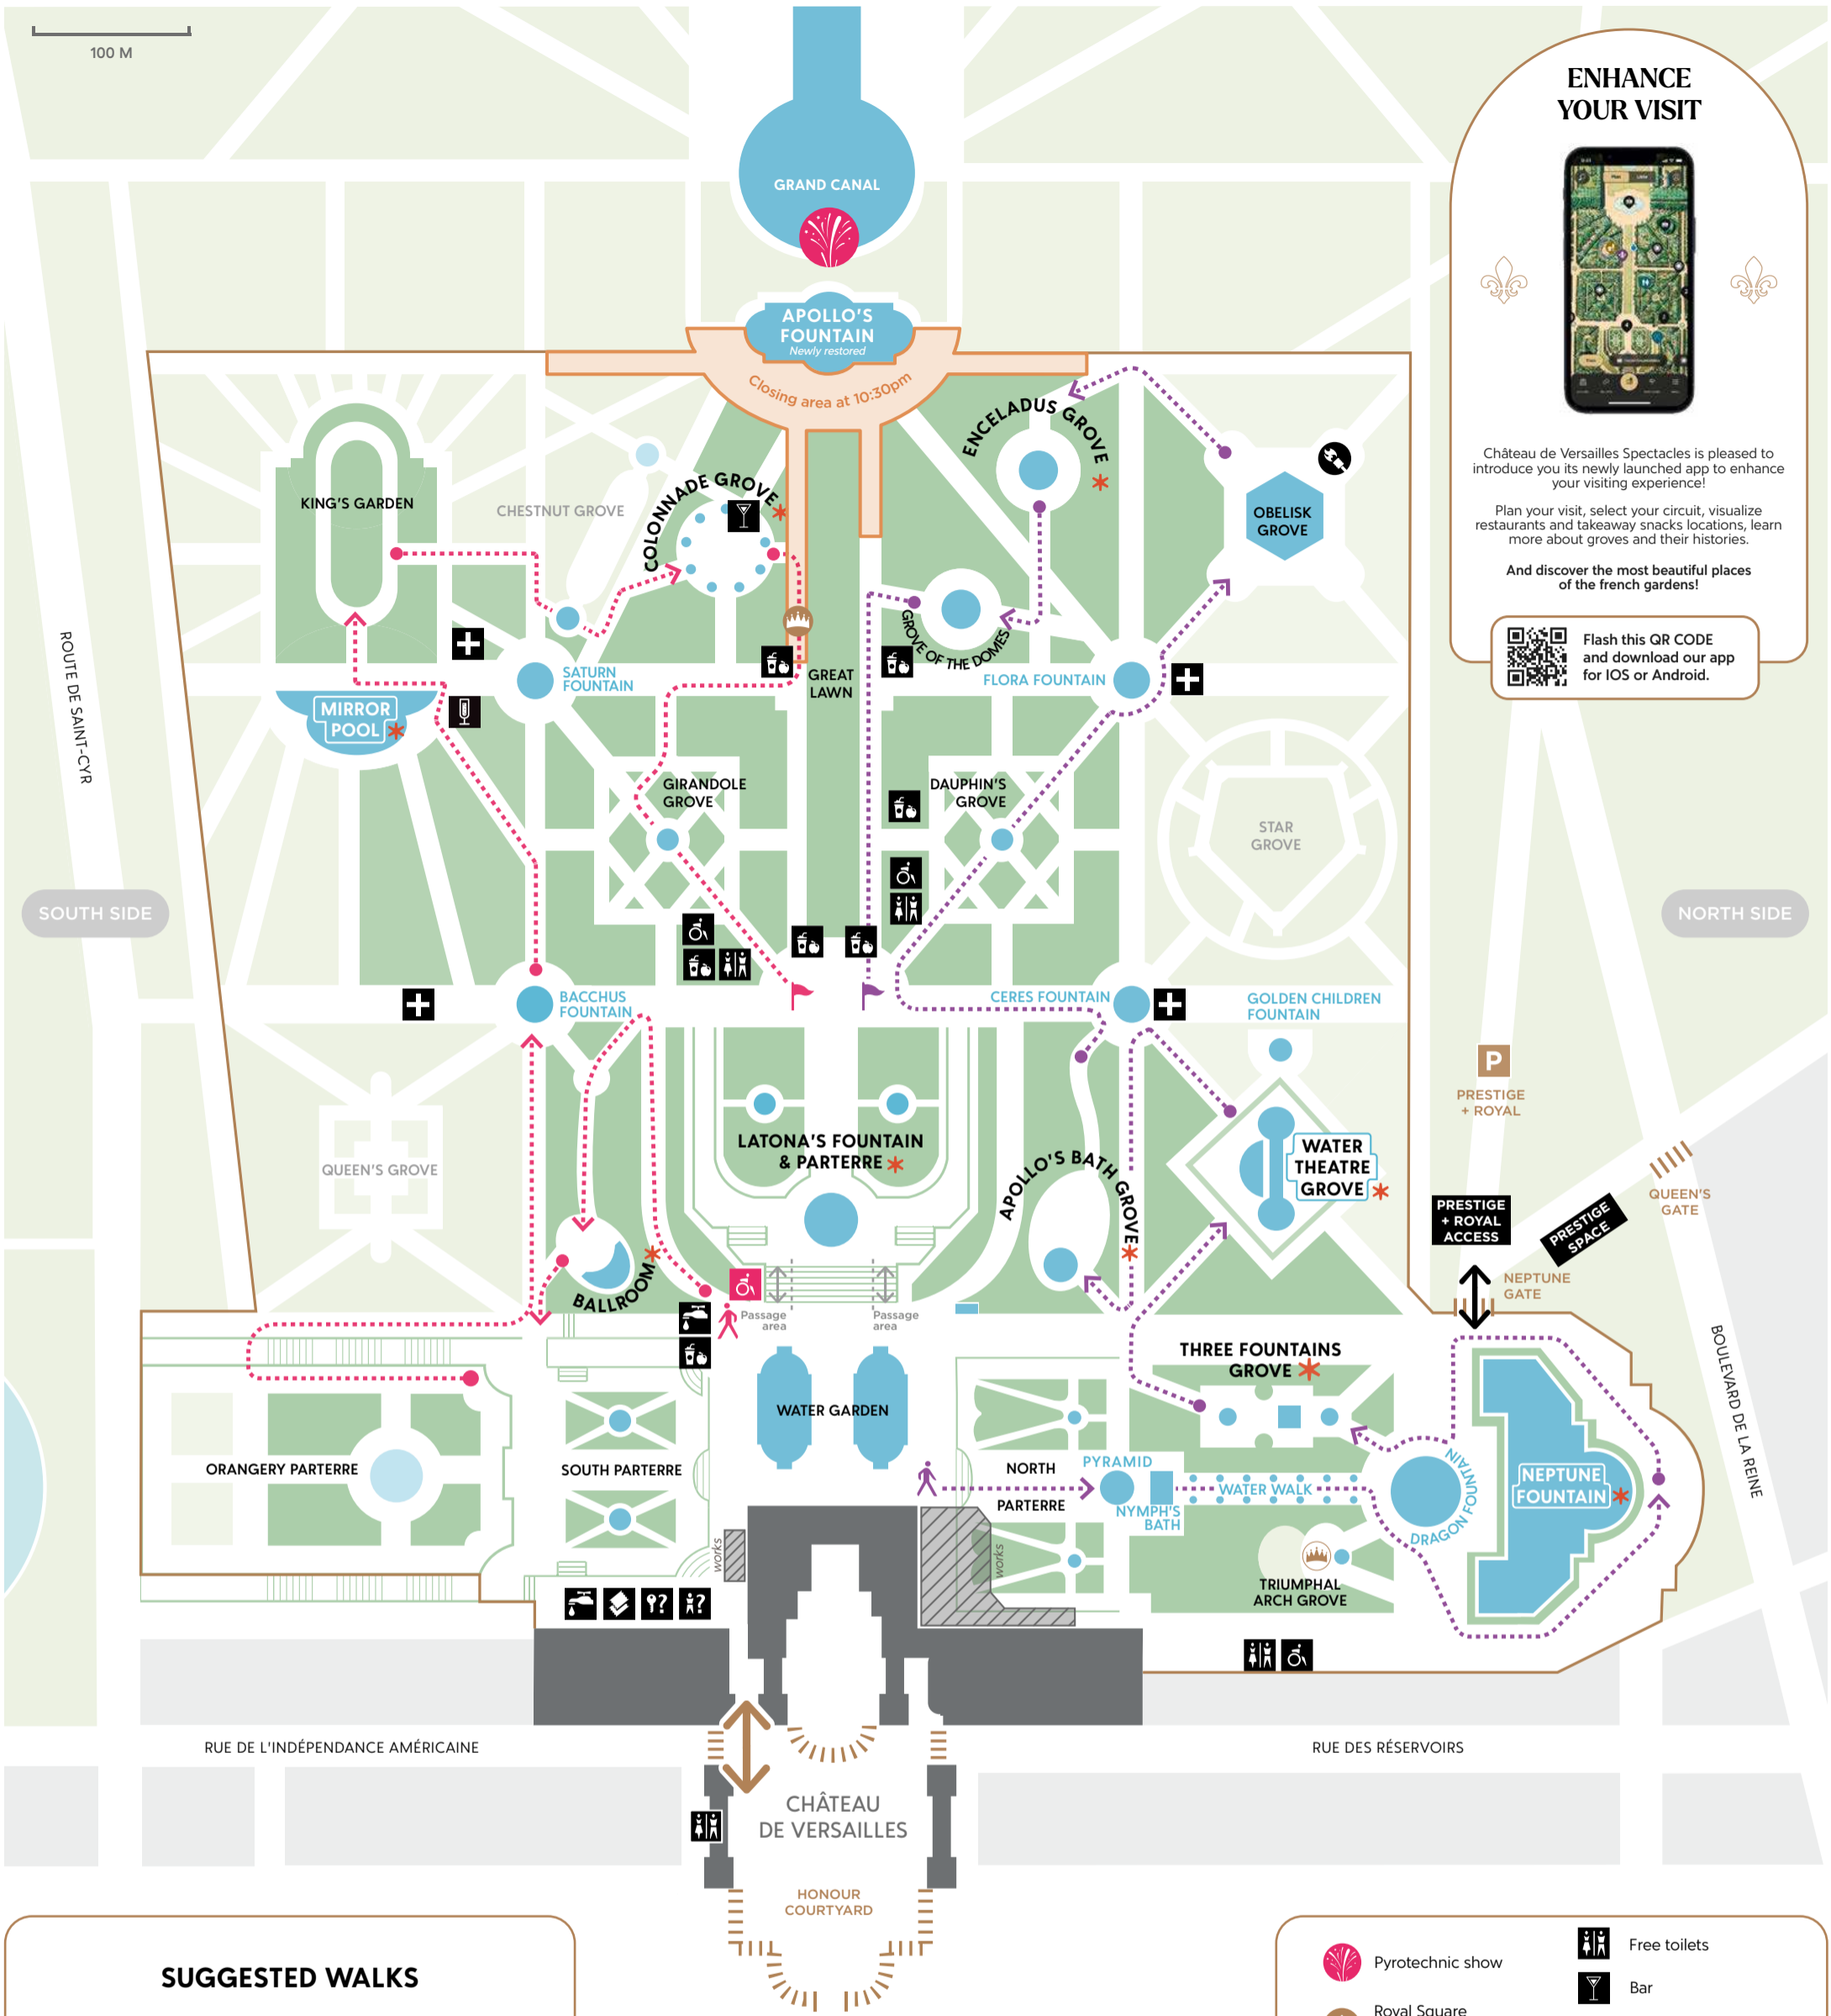 100 M
ENHANCE
YOUR VISIT
GRAND CANAL
APOLLO'S
FOUNTAIN
Newly restored
Closing area at 10:30pm
ENCELADUS GROVE
KING'S GARDEN
CHESTNUT GROVE
COLONNADE GROVE
OBELISK
GROVE
Château de Versailles Spectacles is pleased to
introduce you its newly launched app to enhance
your visiting experience!
Plan your visit, select your circuit, visualize
restaurants and takeaway snacks locations, learn
more about groves and their histories.
And discover the most beautiful places
of the french gardens!
Flash this QR CODE
and download our app
for IOS or Android.
ROUTE DE SAINT-CYR
GROVE OF THE DOMES
SATURN
FOUNTAIN
GREAT
LAWN
FLORA FOUNTAIN
MIRROR
POOL
GIRANDOLE
GROVE
DAUPHIN'S
GROVE
STAR
GROVE
SOUTH SIDE
NORTH SIDE
BACCHUS
FOUNTAIN
CERES FOUNTAIN
GOLDEN CHILDREN
FOUNTAIN
P
PRESTIGE
+ ROYAL
LATONA'S FOUNTAIN
& PARTERRE
QUEEN'S GROVE
APOLLO'S BATH GROVE
WATER
THEATRE
GROVE
QUEEN'S
GATE
PRESTIGE
+ ROYAL
ACCESS
PRESTIGE
SPACE
NEPTUNE
GATE
BALLROOM
Passage
area
Passage
area
THREE FOUNTAINS
GROVE
BOULEVARD DE LA REINE
WATER GARDEN
ORANGERY PARTERRE
SOUTH PARTERRE
NORTH
PARTERRE
PYRAMID
NYMPH'S
BATH
WATER WALK
DRAGON FOUNTAIN
NEPTUNE
FOUNTAIN
works
works
TRIUMPHAL
ARCH GROVE
RUE DE L'INDÉPENDANCE AMÉRICAINE
RUE DES RÉSERVOIRS
CHÂTEAU
DE VERSAILLES
HONOUR
COURTYARD
SUGGESTED WALKS
Pyrotechnic show
Free toilets
Bar
Royal Square